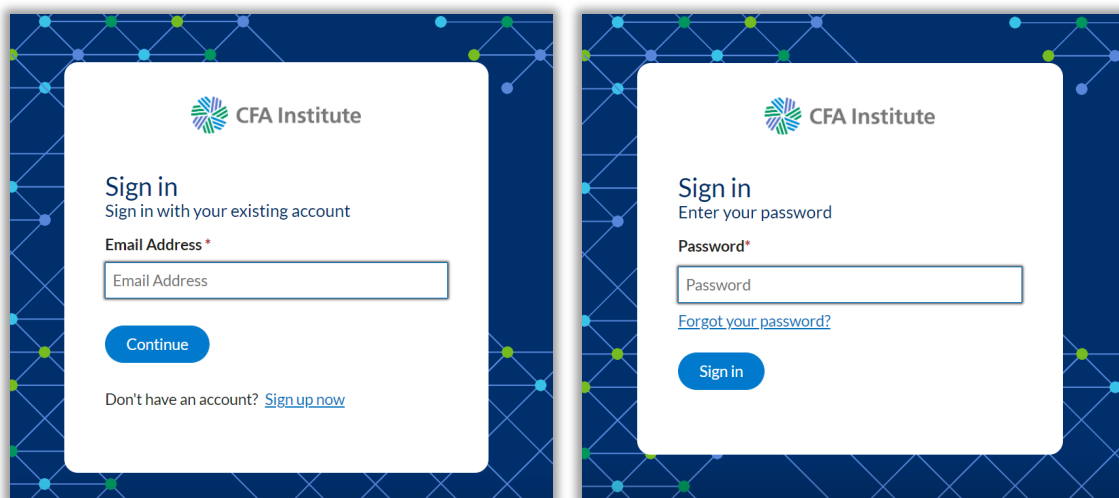 CFA Institute
Sign in
Sign in with your existing account
Email Address *
Email Address
Continue
Don't have an account? Sign up now
CFA Institute
Sign in
Enter your password
Password*
Password
Forgot your password?
Sign in